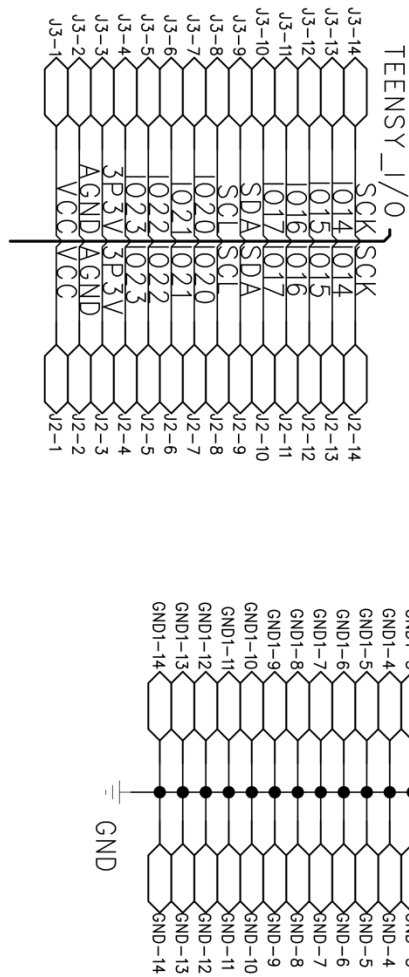 TEENSY_I/O
J3-14 SCK SCK J2-14
J3-13 IO14 IO14 J2-13
J3-12 IO15 IO15 J2-12
J3-11 IO16 IO16 J2-11
J3-10 IO17 IO17 J2-10
J3-9 SDA SDA J2-9
J3-8 SCL SCL J2-8
J3-7 IO20 IO20 J2-7
J3-6 IO21 IO21 J2-6
J3-5 IO22 IO22 J2-5
J3-4 IO23 IO23 J2-4
J3-3 3P3V 3P3V J2-3
J3-2 AGND AGND J2-2
J3-1 VCC VCC J2-1
GND1-4 GND-4
GND1-5 GND-5
GND1-6 GND-6
GND1-7 GND-7
GND1-8 GND-8
GND1-9 GND-9
GND1-10 GND-10
GND1-11 GND-11
GND1-12 GND-12
GND1-13 GND-13
GND1-14 GND-14
GND